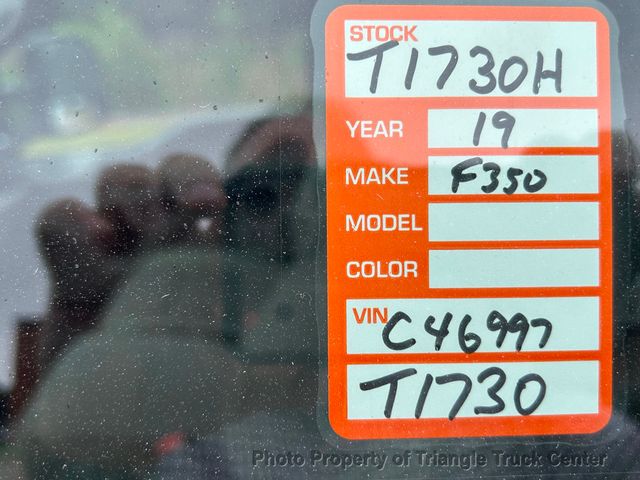 STOCK
T1730H
YEAR 19
MAKE F350
MODEL
COLOR
VIN C46997
T1730
Photo Property of Triangle Truck Center